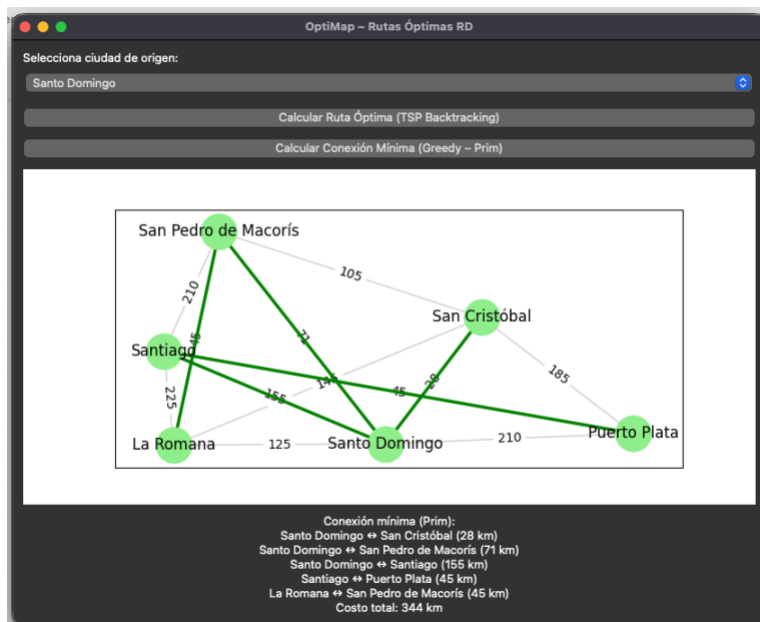 OptiMap – Rutas Óptimas RD
Selecciona ciudad de origen:
Santo Domingo
Calcular Ruta Óptima (TSP Backtracking)
Calcular Conexión Mínima (Greedy – Prim)
San Pedro de Macorís
105
210
San Cristóbal
45
71
Santiago
145
28
45
185
155
225
La Romana
125
Santo Domingo
210
Puerto Plata
Conexión mínima (Prim):
Santo Domingo ↔ San Cristóbal (28 km)
Santo Domingo ↔ San Pedro de Macorís (71 km)
Santo Domingo ↔ Santiago (155 km)
Santiago ↔ Puerto Plata (45 km)
La Romana ↔ San Pedro de Macorís (45 km)
Costo total: 344 km